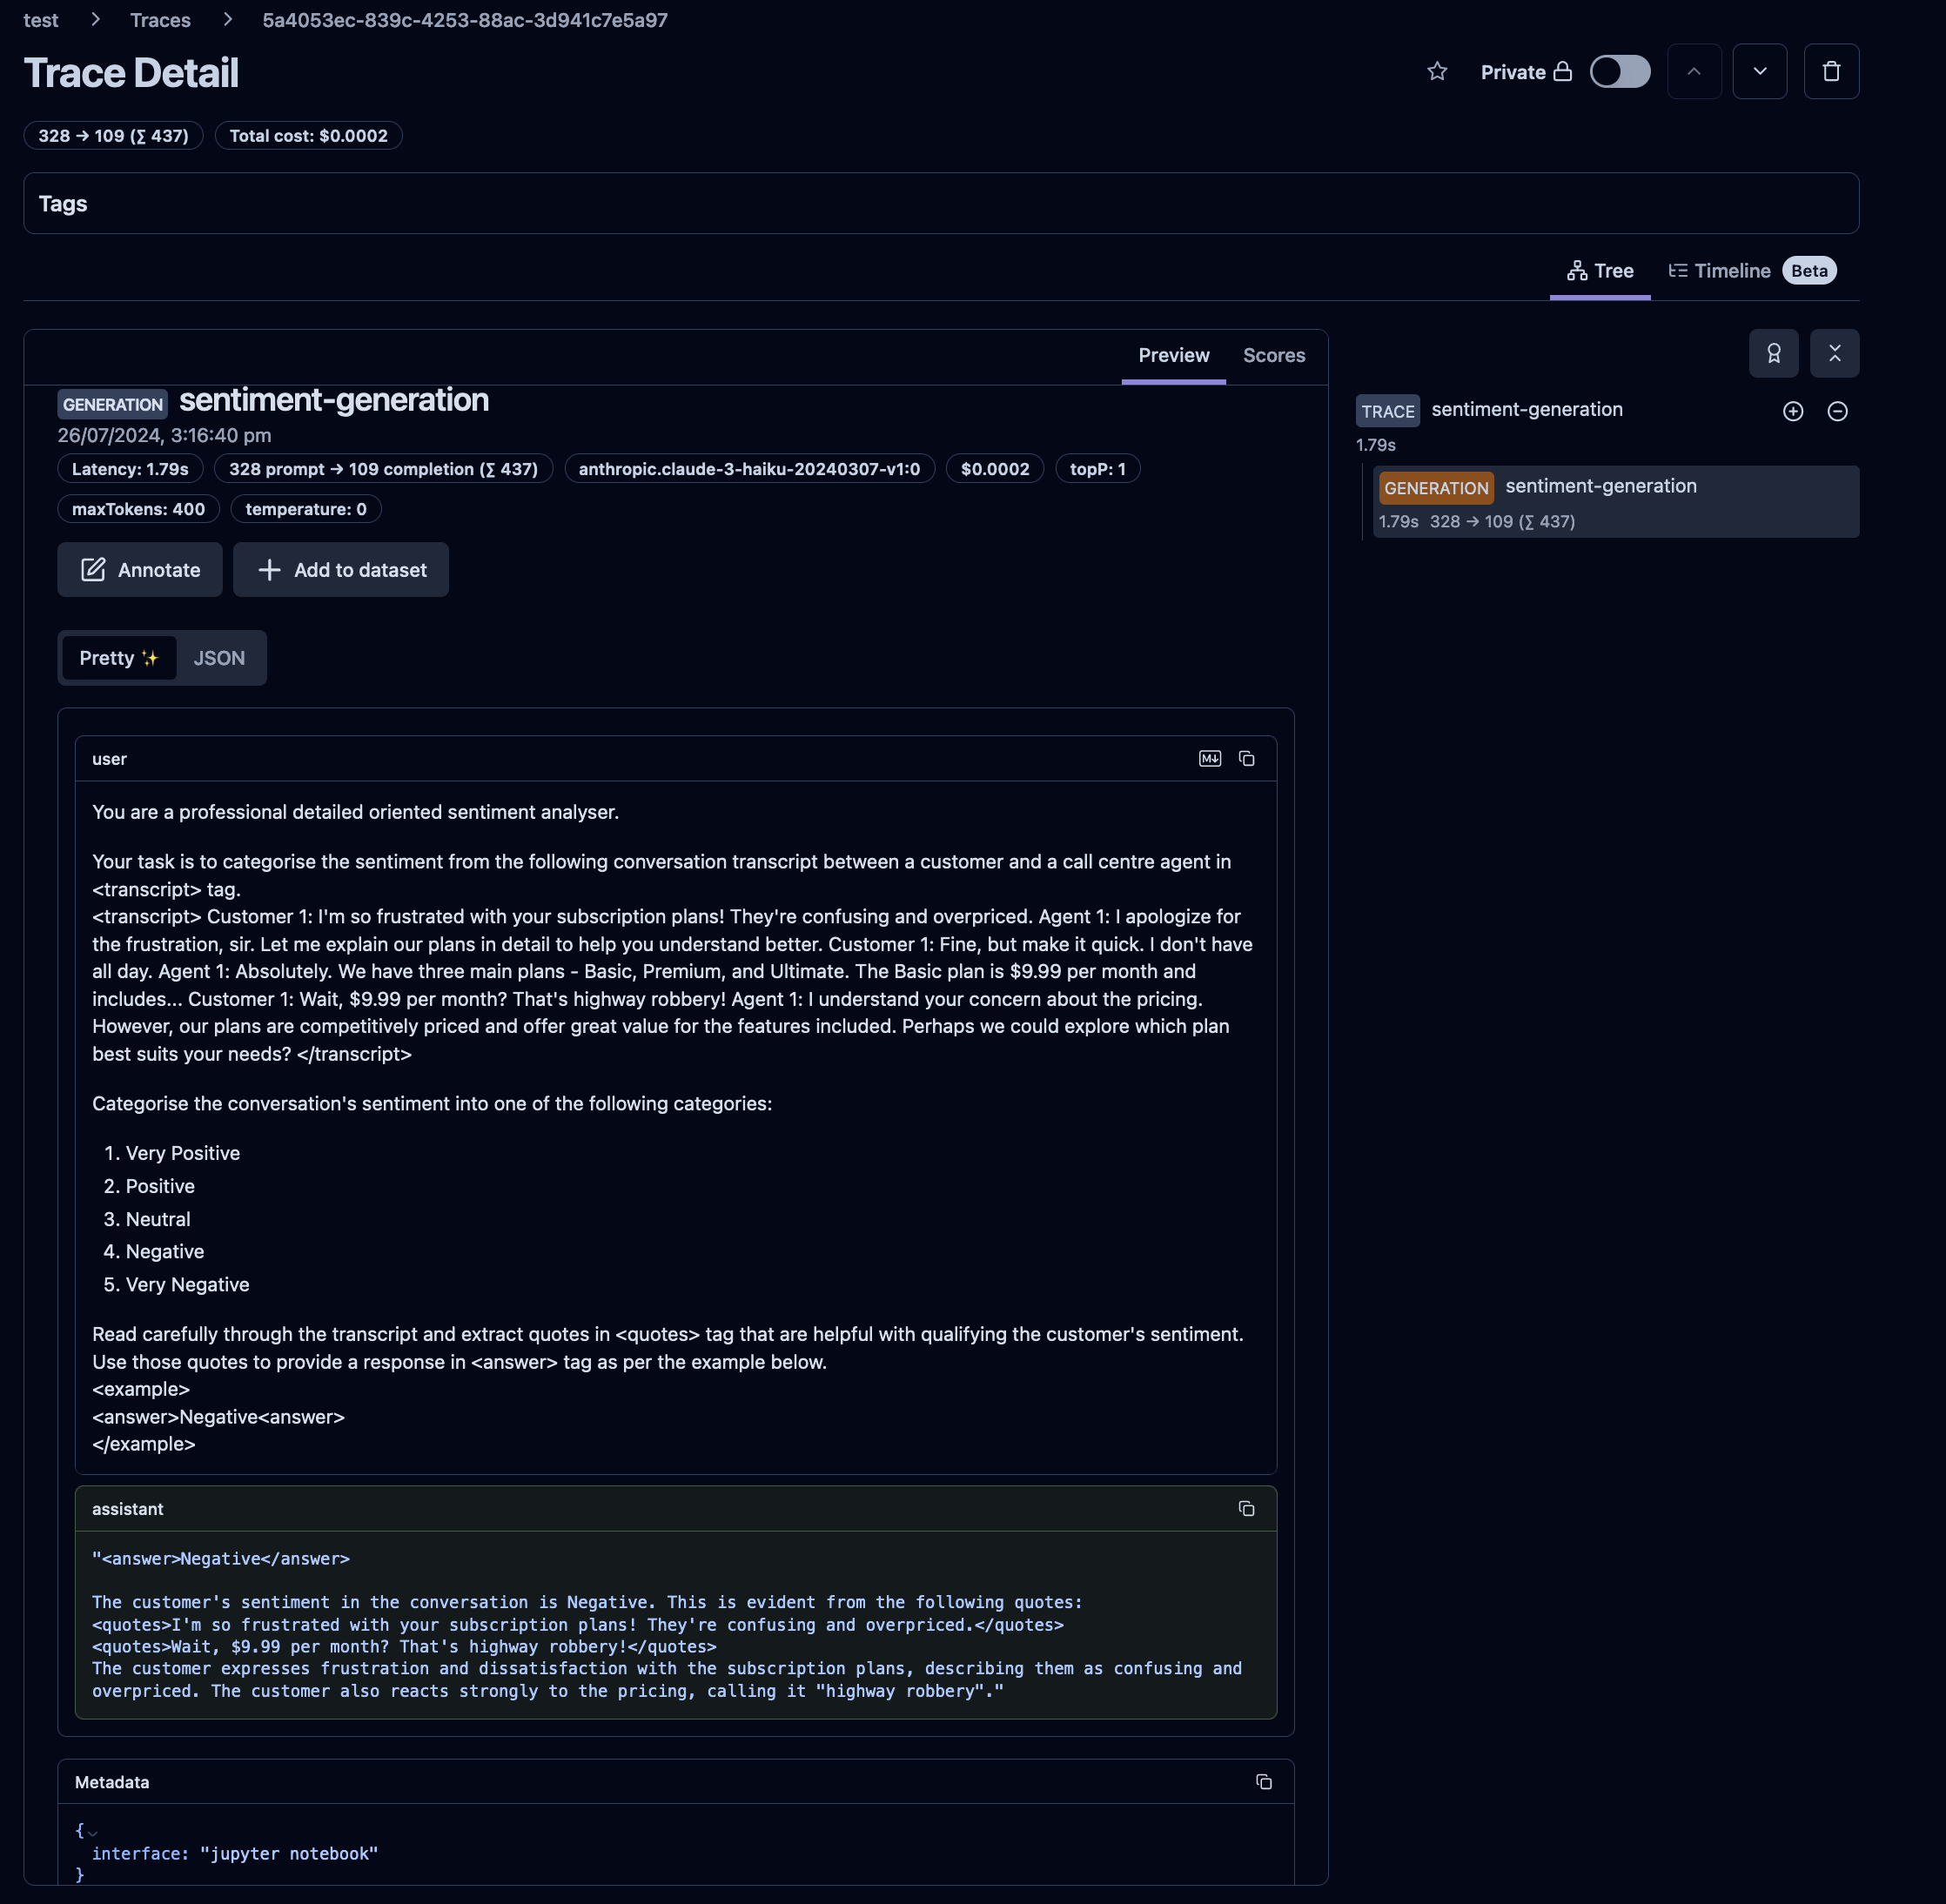 test > Traces > 5a4053ec-839c-4253-88ac-3d941c7e5a97
Trace Detail
Private
328 → 109 (∑ 437)
Total cost: $0.0002
Tags
Tree
Timeline
Beta
Preview
Scores
GENERATION sentiment-generation
26/07/2024, 3:16:40 pm
Latency: 1.79s
328 prompt → 109 completion (∑ 437)
anthropic.claude-3-haiku-20240307-v1:0
$0.0002
topP: 1
maxTokens: 400
temperature: 0
Annotate
Add to dataset
Pretty ✨
JSON
user
M↓
You are a professional detailed oriented sentiment analyser.
Your task is to categorise the sentiment from the following conversation transcript between a customer and a call centre agent in
<transcript> tag.
<transcript> Customer 1: I'm so frustrated with your subscription plans! They're confusing and overpriced. Agent 1: I apologize for
the frustration, sir. Let me explain our plans in detail to help you understand better. Customer 1: Fine, but make it quick. I don't have
all day. Agent 1: Absolutely. We have three main plans - Basic, Premium, and Ultimate. The Basic plan is $9.99 per month and
includes... Customer 1: Wait, $9.99 per month? That's highway robbery! Agent 1: I understand your concern about the pricing.
However, our plans are competitively priced and offer great value for the features included. Perhaps we could explore which plan
best suits your needs? </transcript>
Categorise the conversation's sentiment into one of the following categories:
1. Very Positive
2. Positive
3. Neutral
4. Negative
5. Very Negative
Read carefully through the transcript and extract quotes in <quotes> tag that are helpful with qualifying the customer's sentiment.
Use those quotes to provide a response in <answer> tag as per the example below.
<example>
<answer>Negative<answer>
</example>
assistant
"<answer>Negative</answer>
The customer's sentiment in the conversation is Negative. This is evident from the following quotes:
<quotes>I'm so frustrated with your subscription plans! They're confusing and overpriced.</quotes>
<quotes>Wait, $9.99 per month? That's highway robbery!</quotes>
The customer expresses frustration and dissatisfaction with the subscription plans, describing them as confusing and
overpriced. The customer also reacts strongly to the pricing, calling it "highway robbery"."
Metadata
{
interface: "jupyter notebook"
}
TRACE sentiment-generation
1.79s
GENERATION sentiment-generation
1.79s 328 → 109 (∑ 437)